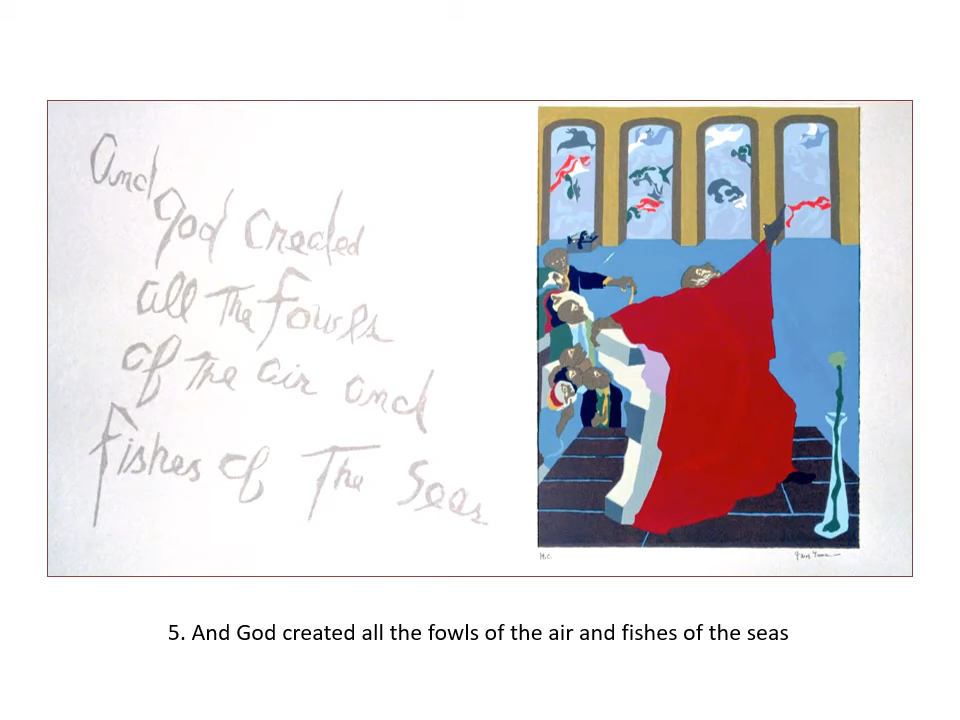 And
God Created
all The Fowls
of The air and
Fishes of The Seas
H.C.
5. And God created all the fowls of the air and fishes of the seas